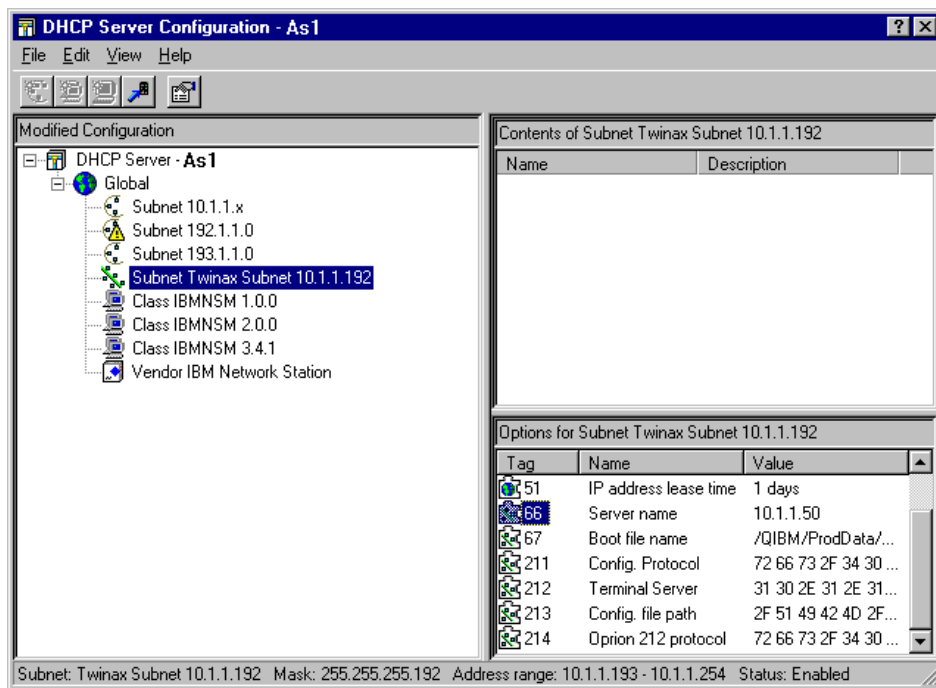 DHCP Server Configuration - As1
File Edit View Help
Modified Configuration
DHCP Server - As1
Global
Subnet 10.1.1.x
Subnet 192.1.1.0
Subnet 193.1.1.0
Subnet Twinax Subnet 10.1.1.192
Class IBMNSM 1.0.0
Class IBMNSM 2.0.0
Class IBMNSM 3.4.1
Vendor IBM Network Station
Contents of Subnet Twinax Subnet 10.1.1.192
Name Description
Options for Subnet Twinax Subnet 10.1.1.192
Tag Name Value
51 IP address lease time 1 days
66 Server name 10.1.1.50
67 Boot file name /QIBM/ProdData/...
211 Config. Protocol 72 66 73 2F 34 30 ...
212 Terminal Server 31 30 2E 31 2E 31...
213 Config. file path 2F 51 49 42 4D 2F...
214 Oprion 212 protocol 72 66 73 2F 34 30 ...
Subnet: Twinax Subnet 10.1.1.192 Mask: 255.255.255.192 Address range: 10.1.1.193 - 10.1.1.254 Status: Enabled